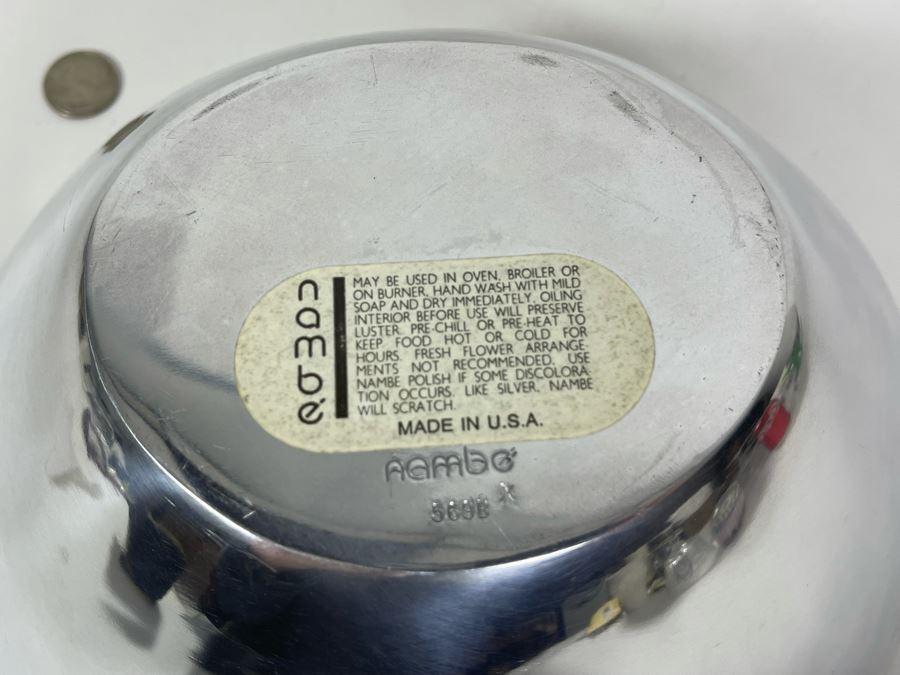 nambé
MAY BE USED IN OVEN, BROILER OR
ON BURNER. HAND WASH WITH MILD
SOAP AND DRY IMMEDIATELY. OILING
INTERIOR BEFORE USE WILL PRESERVE
LUSTER. PRE-CHILL OR PRE-HEAT TO
KEEP FOOD HOT OR COLD FOR
HOURS. FRESH FLOWER ARRANGE
MENTS NOT RECOMMENDED. USE
NAMBE POLISH IF SOME DISCOLORA
TION OCCURS. LIKE SILVER, NAMBE
WILL SCRATCH.
MADE IN U.S.A.
nambé